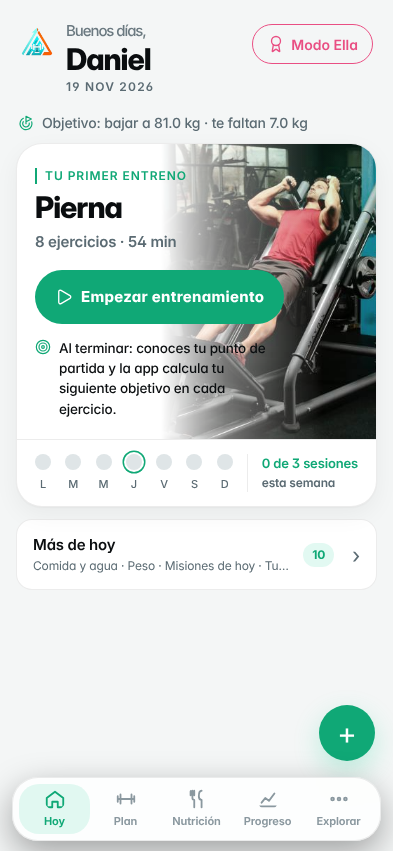 Buenos días,
Daniel
19 NOV 2026
Modo Ella
Objetivo: bajar a 81.0 kg · te faltan 7.0 kg
TU PRIMER ENTRENO
Pierna
8 ejercicios · 54 min
Empezar entrenamiento
Al terminar: conoces tu punto de
partida y la app calcula tu
siguiente objetivo en cada
ejercicio.
L M M J V S D
0 de 3 sesiones
esta semana
Más de hoy
Comida y agua · Peso · Misiones de hoy · Tu...
10
Hoy Plan Nutrición Progreso Explorar